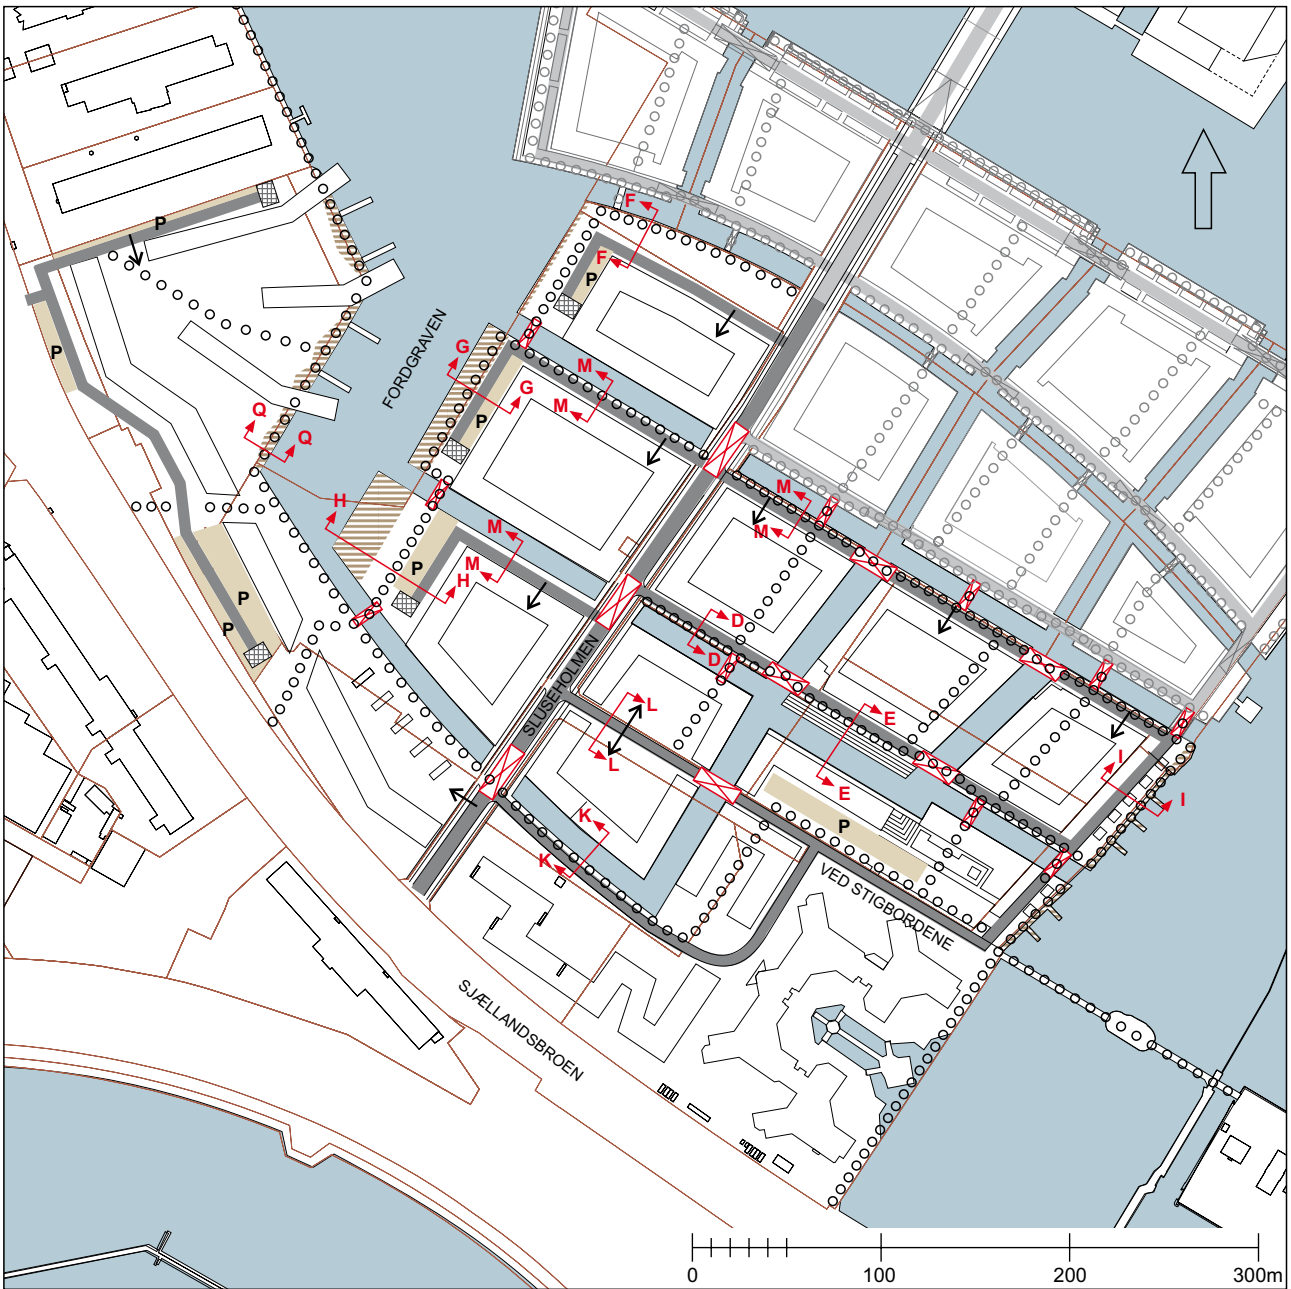 F
P
F
P
FORDGRAVEN
P
G
M
G
M
Q
Q
P
H
M
M
M
M
P
H
P
P
D
D
SLUSEHOLMEN
L
L
E
E
I
I
K
K
P
VED STIGBORDENE
SJÆLLANDSBROEN
0 100 200 300m